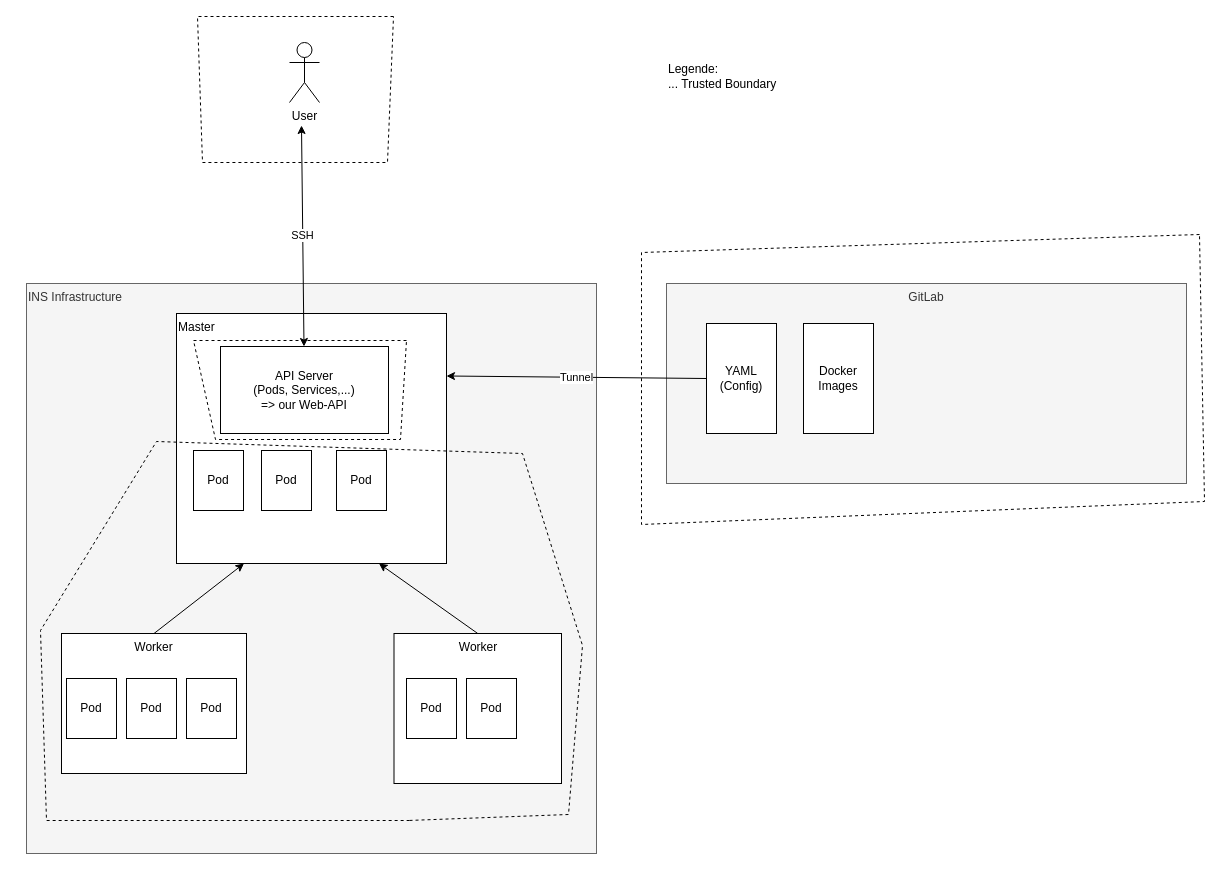 User
Legende:
... Trusted Boundary
SSH
INS Infrastructure
GitLab
Master
API Server
(Pods, Services,...)
=> our Web-API
Tunnel
YAML
(Config)
Docker
Images
Pod
Pod
Pod
Worker
Worker
Pod
Pod
Pod
Pod
Pod